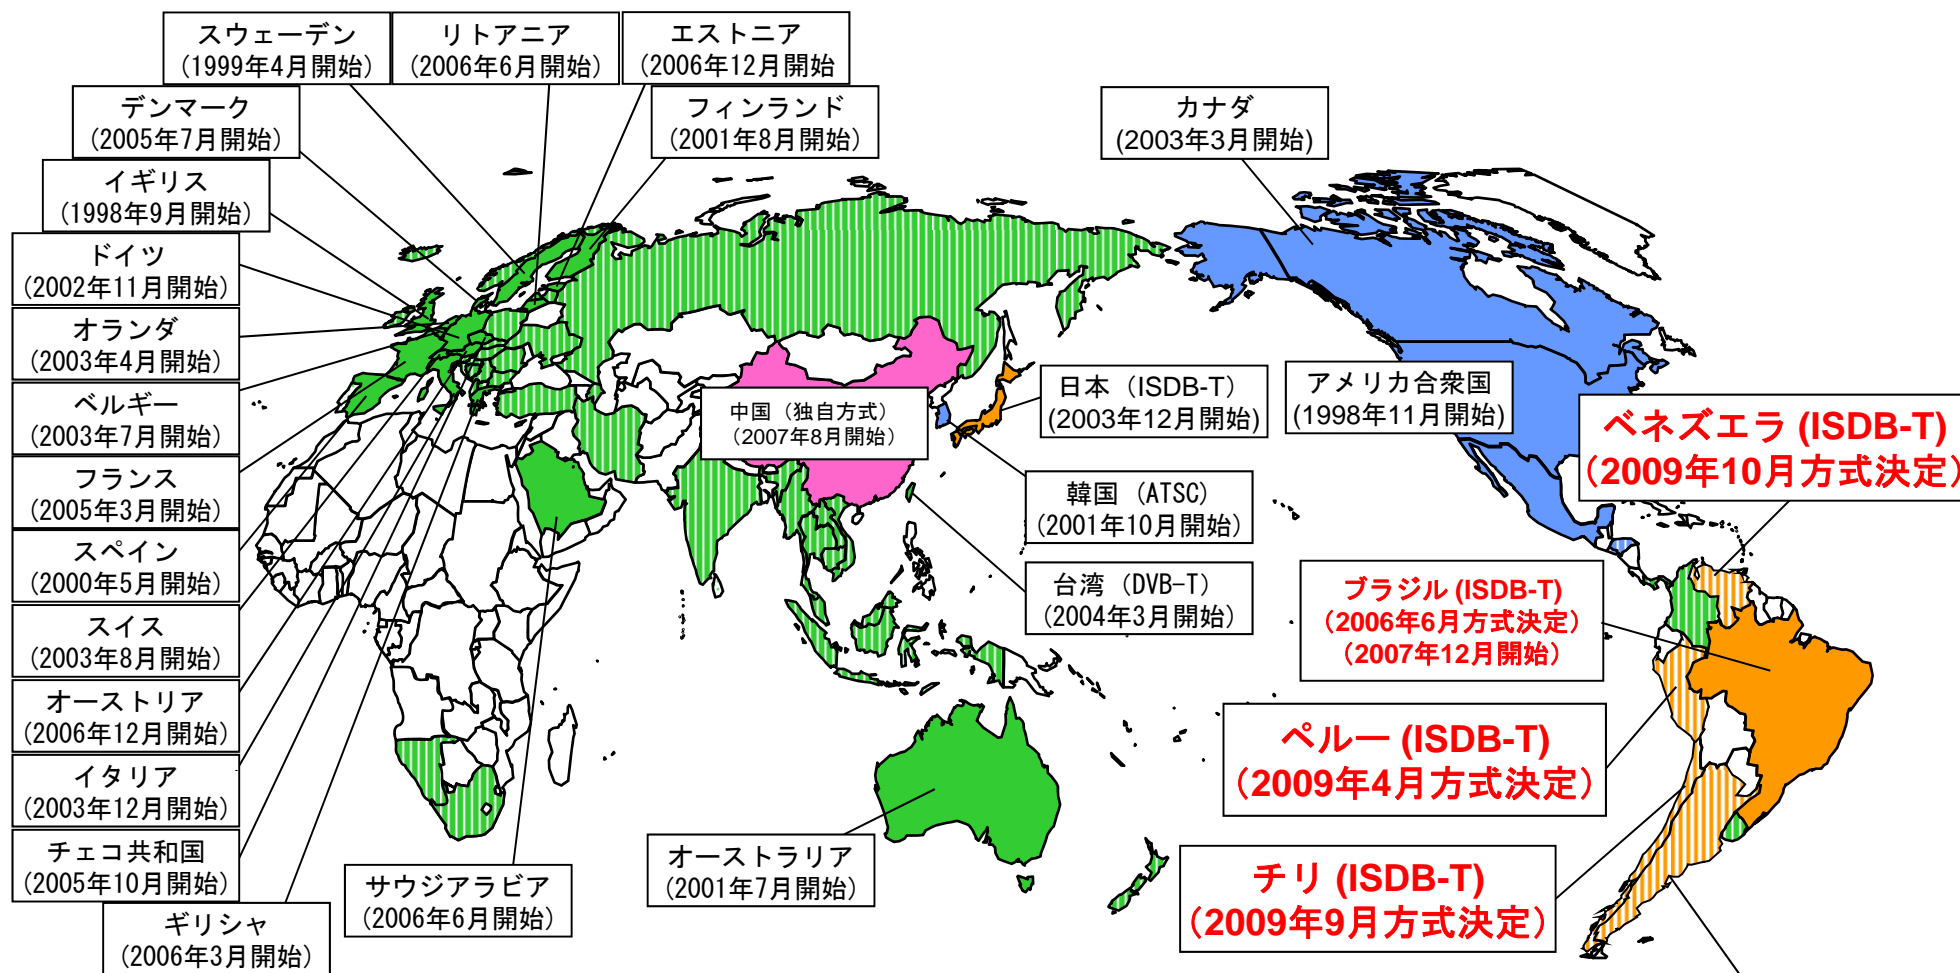 スウェーデン
(1999年4月開始)
リトアニア
(2006年6月開始)
エストニア
(2006年12月開始
デンマーク
(2005年7月開始)
フィンランド
(2001年8月開始)
カナダ
(2003年3月開始)
イギリス
(1998年9月開始)
ドイツ
(2002年11月開始)
オランダ
(2003年4月開始)
ベルギー
(2003年7月開始)
フランス
(2005年3月開始)
スペイン
(2000年5月開始)
スイス
(2003年8月開始)
オーストリア
(2006年12月開始)
イタリア
(2003年12月開始)
チェコ共和国
(2005年10月開始)
ギリシャ
(2006年3月開始)
サウジアラビア
(2006年6月開始)
中国（独自方式）
（2007年8月開始）
日本（ISDB-T）
(2003年12月開始)
韓国（ATSC）
(2001年10月開始)
台湾（DVB-T）
(2004年3月開始)
オーストラリア
(2001年7月開始)
アメリカ合衆国
(1998年11月開始)
ベネズエラ (ISDB-T)
（2009年10月方式決定）
ブラジル (ISDB-T)
（2006年6月方式決定）
（2007年12月開始）
ペルー (ISDB-T)
（2009年4月方式決定）
チリ (ISDB-T)
（2009年9月方式決定）